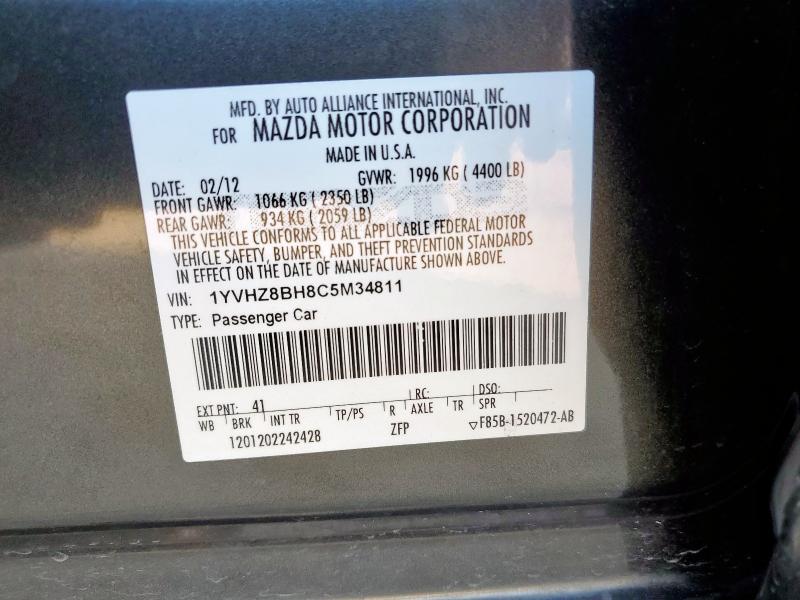 MFD. BY AUTO ALLIANCE INTERNATIONAL, INC.
FOR MAZDA MOTOR CORPORATION
MADE IN U.S.A.
DATE: 02/12 GVWR: 1996 KG ( 4400 LB)
FRONT GAWR: 1066 KG ( 2350 LB)
REAR GAWR: 934 KG ( 2059 LB)
THIS VEHICLE CONFORMS TO ALL APPLICABLE FEDERAL MOTOR
VEHICLE SAFETY, BUMPER, AND THEFT PREVENTION STANDARDS
IN EFFECT ON THE DATE OF MANUFACTURE SHOWN ABOVE.
VIN: 1YVHZ8BH8C5M34811
TYPE: Passenger Car
EXT PNT: 41 RC: DSO:
WB BRK INT TR TP/PS R AXLE TR SPR
1201202242428 ZFP ▽F85B-1520472-AB